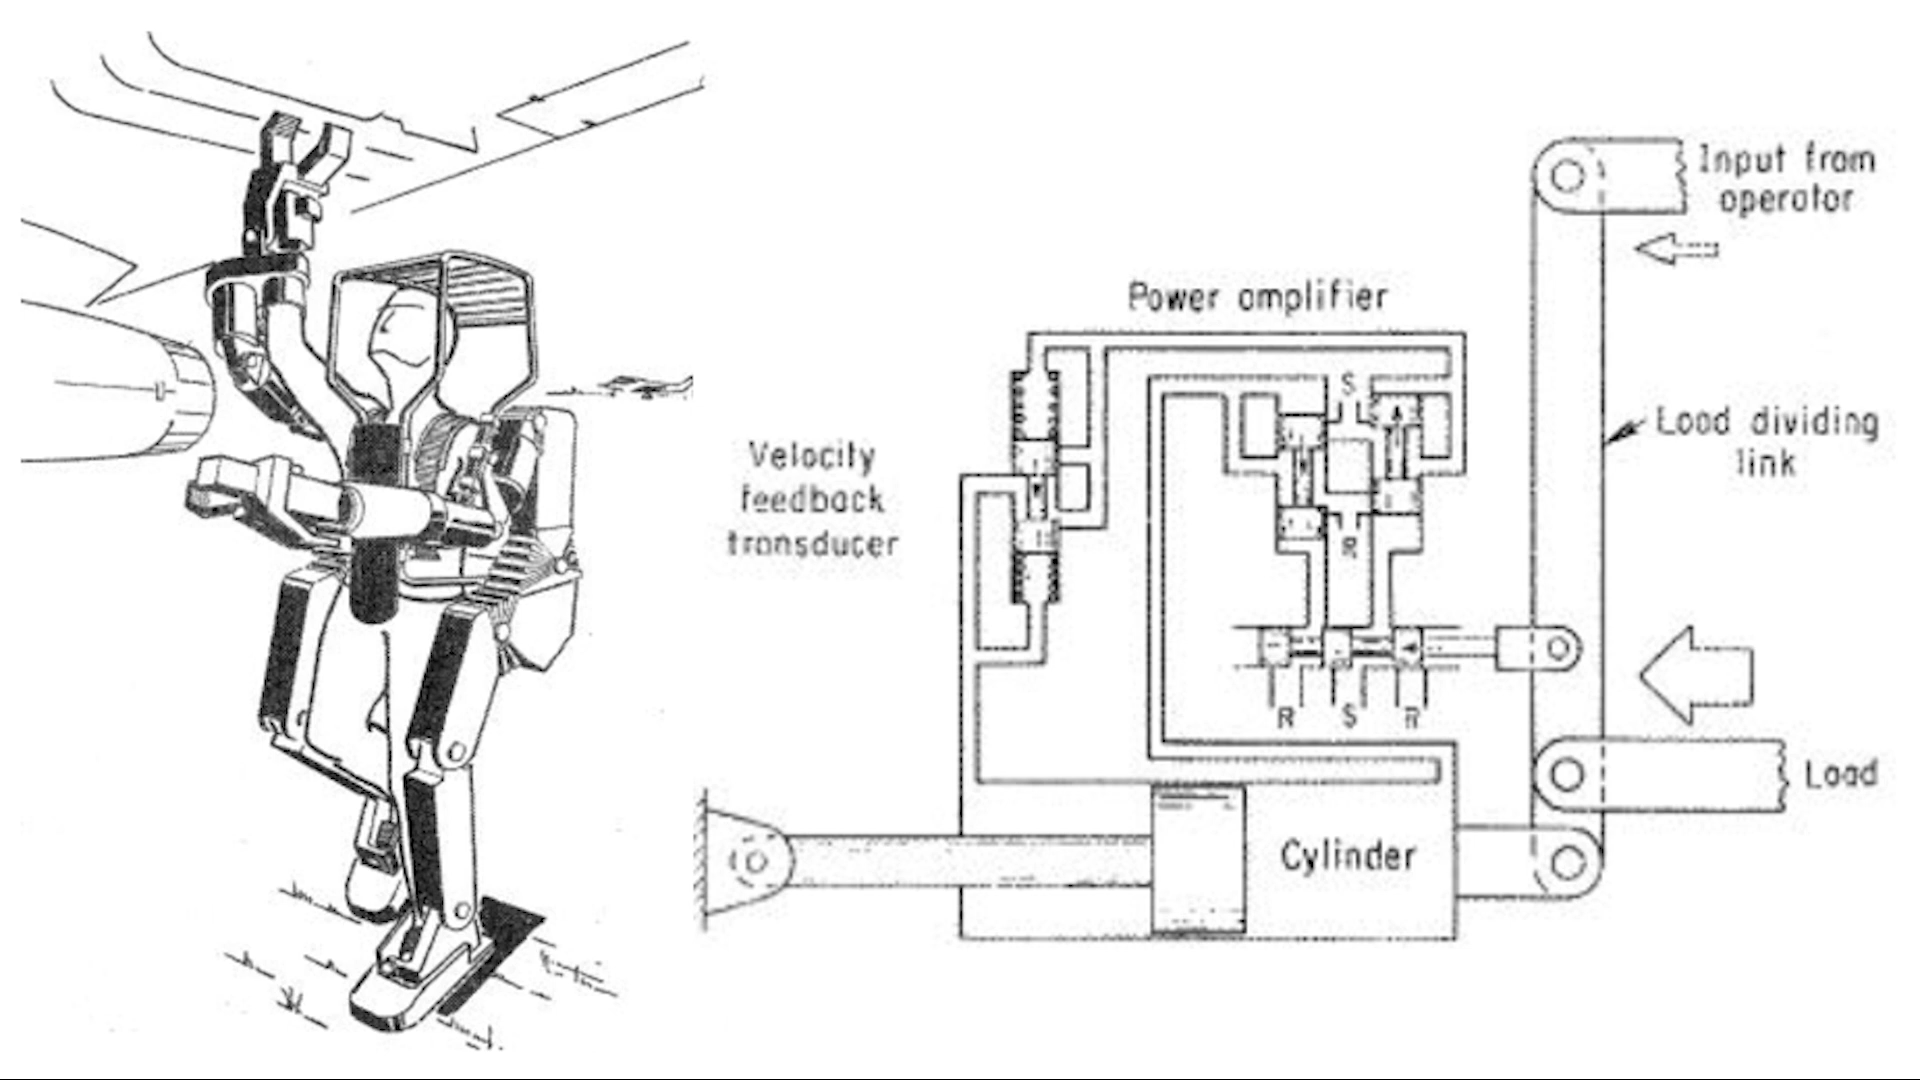 Input from
operator
Power amplifier
S
Load dividing
link
Velocity
feedback
transducer
R
R
S
R
Load
Cylinder